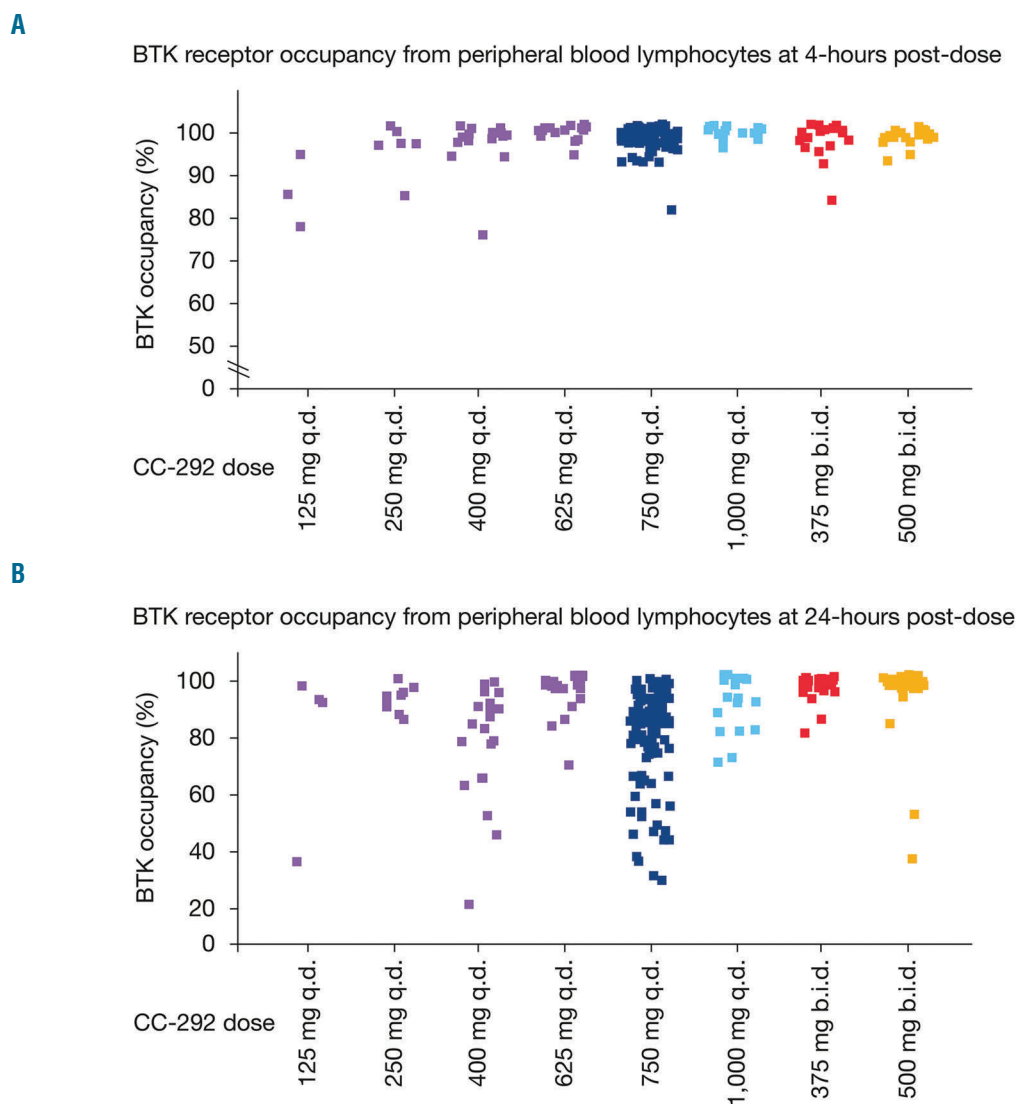 A
BTK receptor occupancy from peripheral blood lymphocytes at 4-hours post-dose
BTK occupancy (%)
100
90
80
70
60
50
0
CC-292 dose
125 mg q.d.
250 mg q.d.
400 mg q.d.
625 mg q.d.
750 mg q.d.
1,000 mg q.d.
375 mg b.i.d.
500 mg b.i.d.
B
BTK receptor occupancy from peripheral blood lymphocytes at 24-hours post-dose
BTK occupancy (%)
100
80
60
40
20
0
CC-292 dose
125 mg q.d.
250 mg q.d.
400 mg q.d.
625 mg q.d.
750 mg q.d.
1,000 mg q.d.
375 mg b.i.d.
500 mg b.i.d.